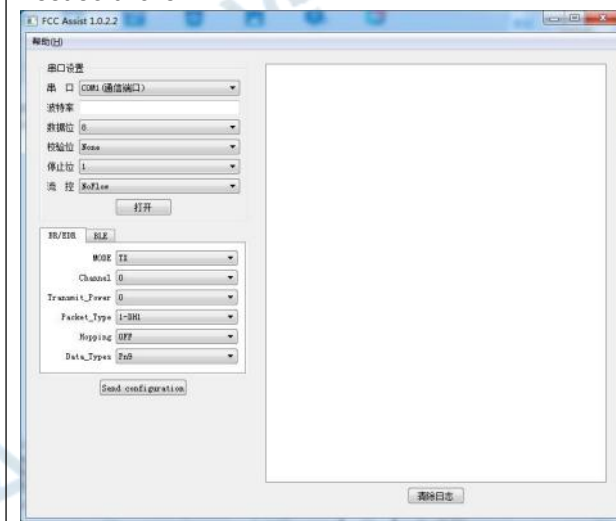 FCC Assist 1.0.2.2
帮助(H)
串口设置
串 口 COM1 (通信端口)
波特率
数据位 8
校验位 None
停止位 1
流 控 NoFlow
打开
BR/EDR BLE
MODE TX
Channel 0
Transmit_Power 0
Packet_Type 1-DH1
Hopping OFF
Data_Types Pn9
Send configuration
清除日志